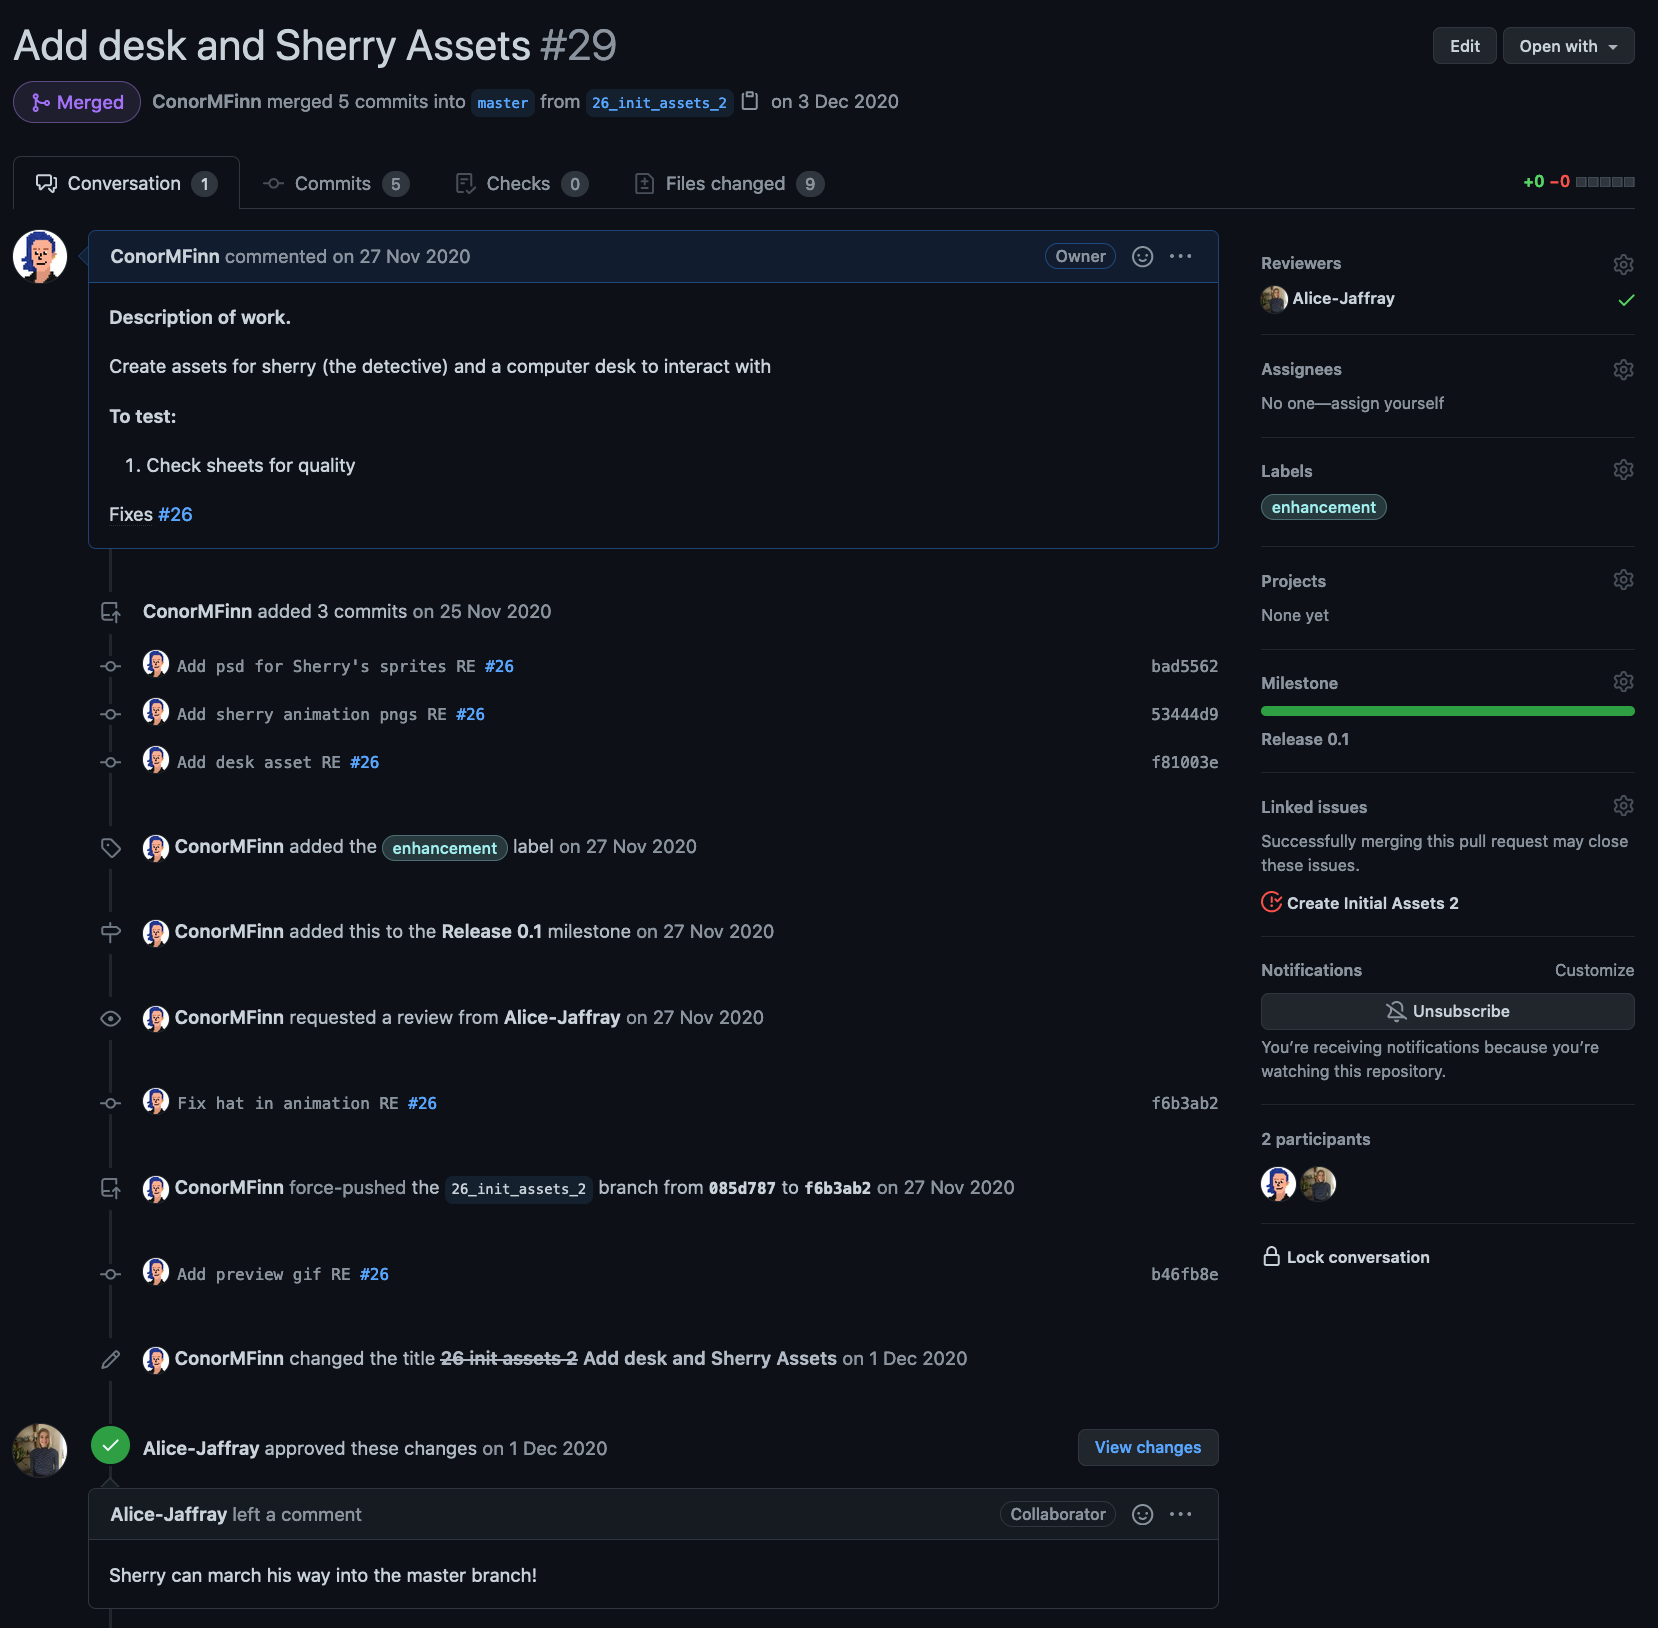 Add desk and Sherry Assets #29
Edit
Open with
Merged
ConorMFinn merged 5 commits into master from 26_init_assets_2 on 3 Dec 2020
Conversation 1
Commits 5
Checks 0
Files changed 9
+0 −0
ConorMFinn commented on 27 Nov 2020
Owner
Description of work.
Create assets for sherry (the detective) and a computer desk to interact with
To test:
1. Check sheets for quality
Fixes #26
ConorMFinn added 3 commits on 25 Nov 2020
Add psd for Sherry's sprites RE #26
bad5562
Add sherry animation pngs RE #26
53444d9
Add desk asset RE #26
f81003e
ConorMFinn added the enhancement label on 27 Nov 2020
ConorMFinn added this to the Release 0.1 milestone on 27 Nov 2020
ConorMFinn requested a review from Alice-Jaffray on 27 Nov 2020
Fix hat in animation RE #26
f6b3ab2
ConorMFinn force-pushed the 26_init_assets_2 branch from 085d787 to f6b3ab2 on 27 Nov 2020
Add preview gif RE #26
b46fb8e
ConorMFinn changed the title 26 init assets 2 Add desk and Sherry Assets on 1 Dec 2020
Alice-Jaffray approved these changes on 1 Dec 2020
View changes
Alice-Jaffray left a comment
Collaborator
Sherry can march his way into the master branch!
Reviewers
Alice-Jaffray
Assignees
No one—assign yourself
Labels
enhancement
Projects
None yet
Milestone
Release 0.1
Linked issues
Successfully merging this pull request may close
these issues.
Create Initial Assets 2
Notifications
Customize
Unsubscribe
You're receiving notifications because you're
watching this repository.
2 participants
Lock conversation